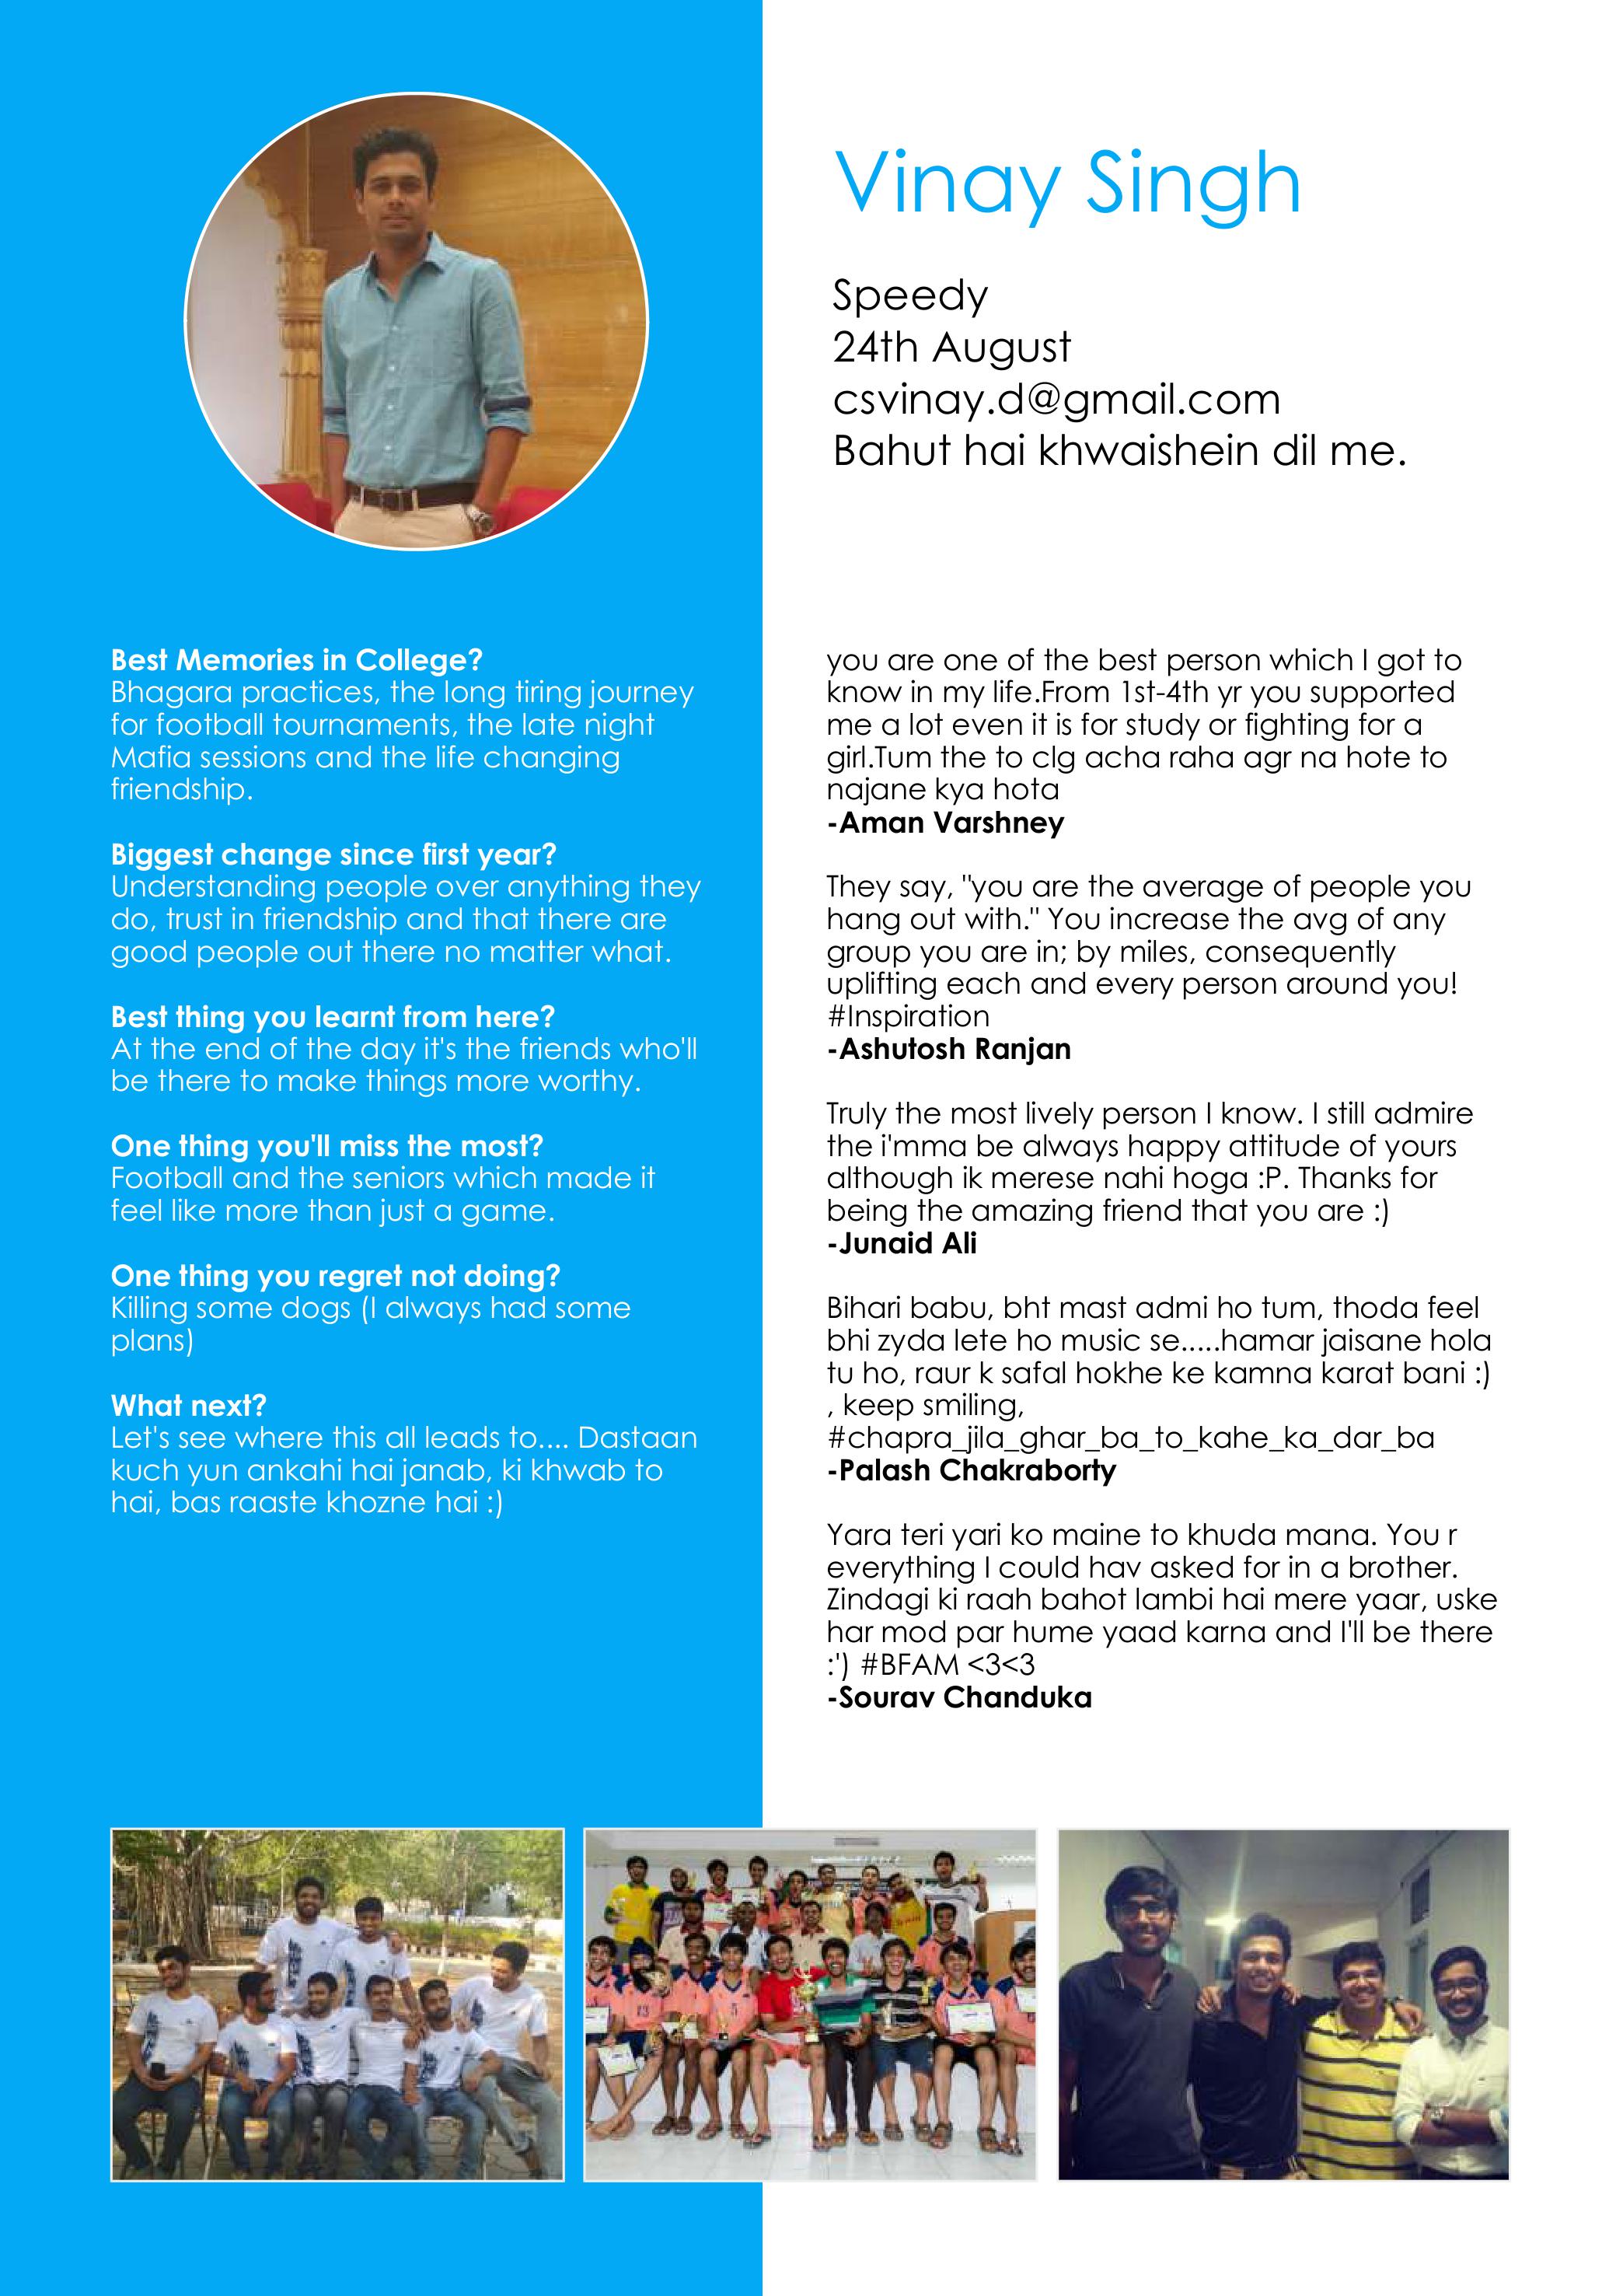 Vinay Singh
Speedy
24th August
csvinay.d@gmail.com
Bahut hai khwaishein dil me.
Best Memories in College?
Bhagara practices, the long tiring journey
for football tournaments, the late night
Mafia sessions and the life changing
friendship.
Biggest change since first year?
Understanding people over anything they
do, trust in friendship and that there are
good people out there no matter what.
Best thing you learnt from here?
At the end of the day it's the friends who'll
be there to make things more worthy.
One thing you'll miss the most?
Football and the seniors which made it
feel like more than just a game.
One thing you regret not doing?
Killing some dogs (I always had some
plans)
What next?
Let's see where this all leads to.... Dastaan
kuch yun ankahi hai janab, ki khwab to
hai, bas raaste khozne hai :)
you are one of the best person which I got to
know in my life.From 1st-4th yr you supported
me a lot even it is for study or fighting for a
girl.Tum the to clg acha raha agr na hote to
najane kya hota
-Aman Varshney
They say, "you are the average of people you
hang out with." You increase the avg of any
group you are in; by miles, consequently
uplifting each and every person around you!
#Inspiration
-Ashutosh Ranjan
Truly the most lively person I know. I still admire
the i'mma be always happy attitude of yours
although ik merese nahi hoga :P. Thanks for
being the amazing friend that you are :)
-Junaid Ali
Bihari babu, bht mast admi ho tum, thoda feel
bhi zyda lete ho music se.....hamar jaisane hola
tu ho, raur k safal hokhe ke kamna karat bani :)
, keep smiling,
#chapra_jila_ghar_ba_to_kahe_ka_dar_ba
-Palash Chakraborty
Yara teri yari ko maine to khuda mana. You r
everything I could hav asked for in a brother.
Zindagi ki raah bahot lambi hai mere yaar, uske
har mod par hume yaad karna and I'll be there
:') #BFAM <3<3
-Sourav Chanduka